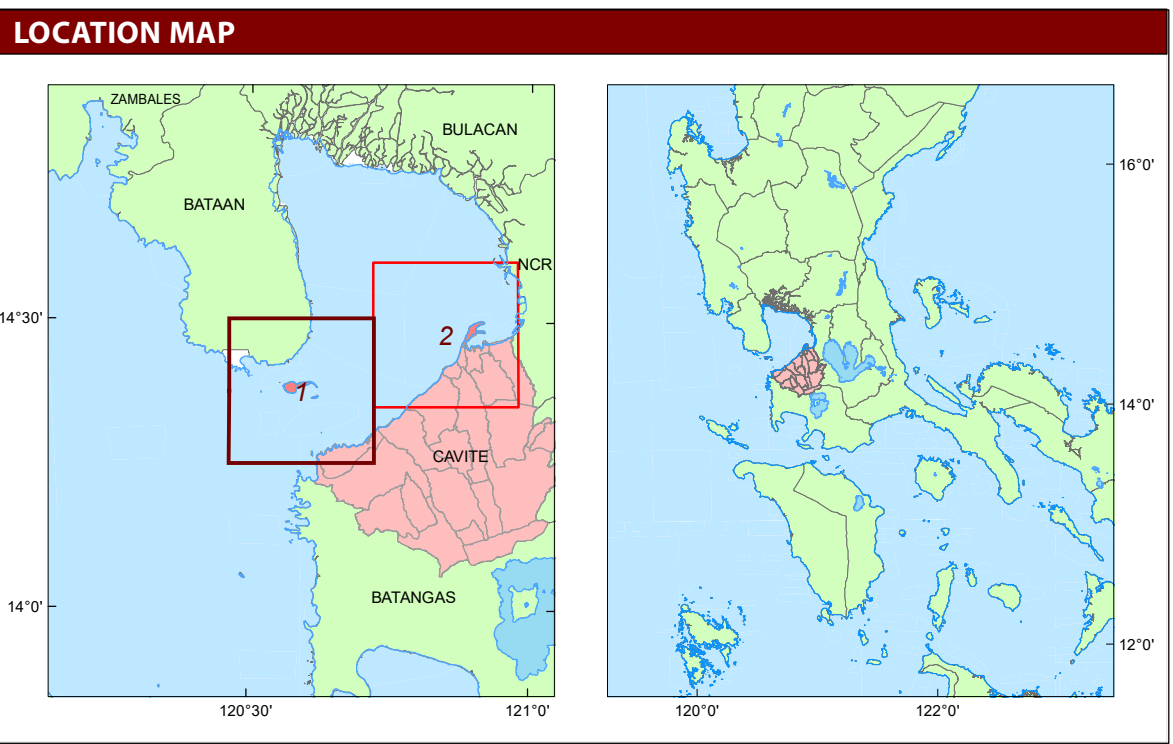 LOCATION MAP
ZAMBALES
BULACAN
BATAAN
NCR
14°30'
2
1
CAVITE
BATANGAS
14°0'
120°30'
121°0'
16°0'
14°0'
12°0'
120°0'
122°0'